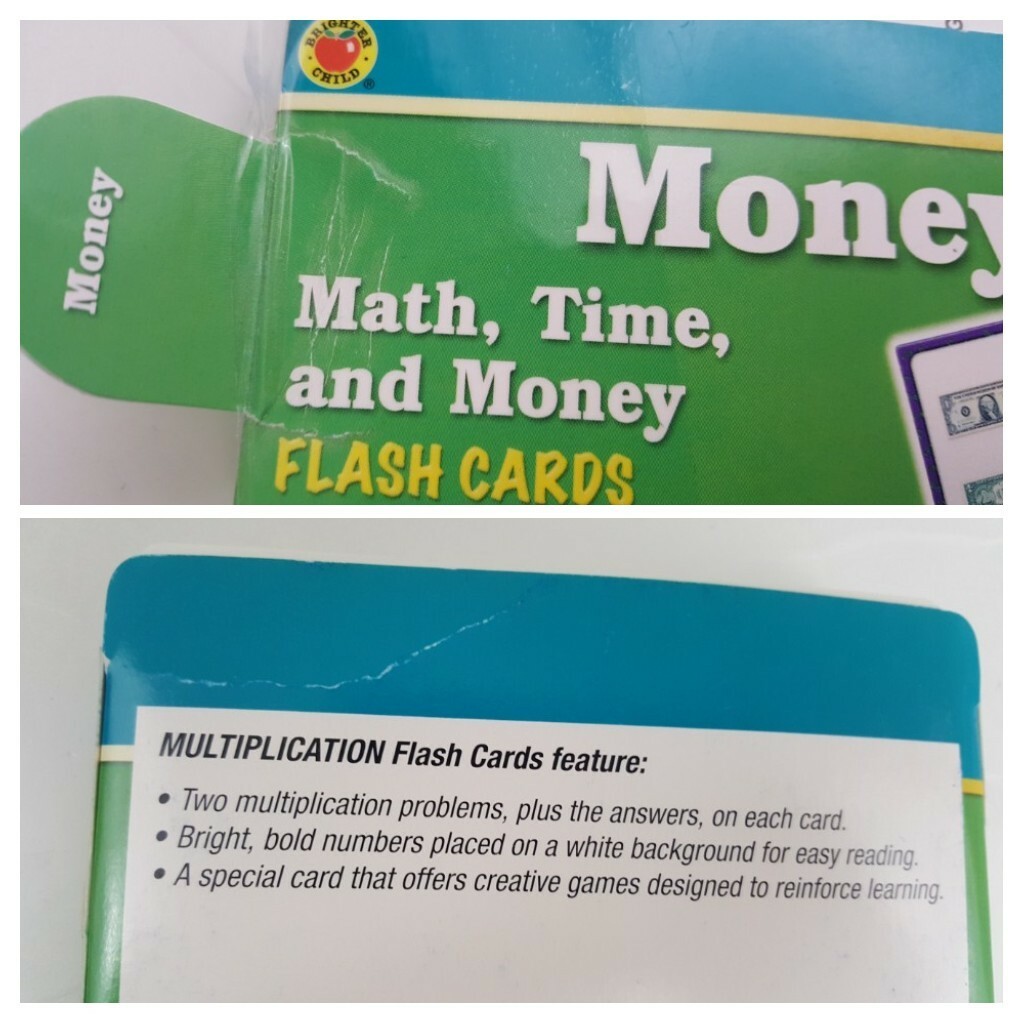 BRIGHTER CHILD ®
Money
Money
Math, Time,
and Money
FLASH CARDS
MULTIPLICATION Flash Cards feature:
• Two multiplication problems, plus the answers, on each card.
• Bright, bold numbers placed on a white background for easy reading.
• A special card that offers creative games designed to reinforce learning.